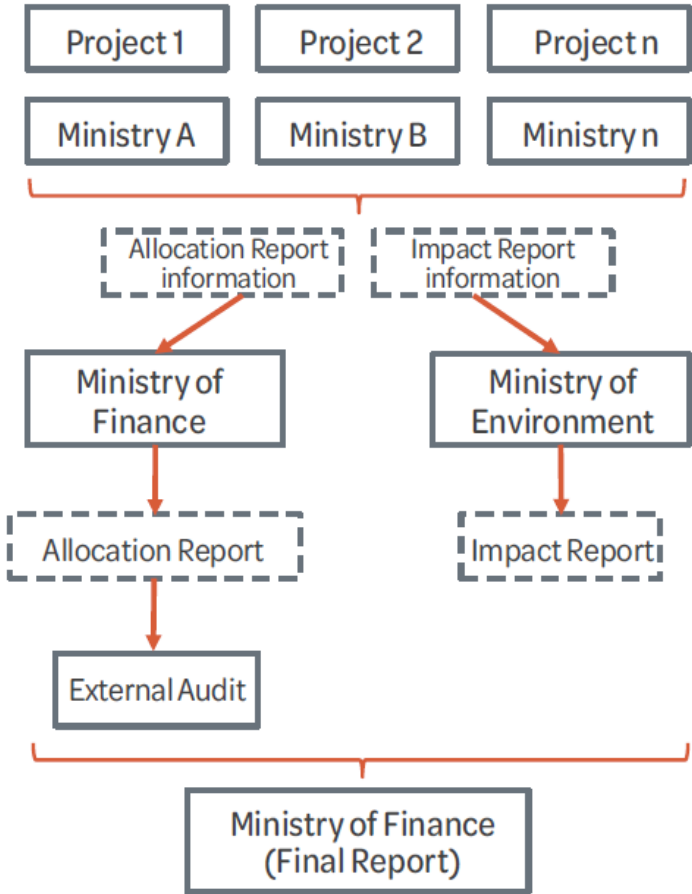 Project 1
Project 2
Project n
Ministry A
Ministry B
Ministry n
Allocation Report
information
Impact Report
information
Ministry of
Finance
Ministry of
Environment
Allocation Report
Impact Report
External Audit
Ministry of Finance
(Final Report)